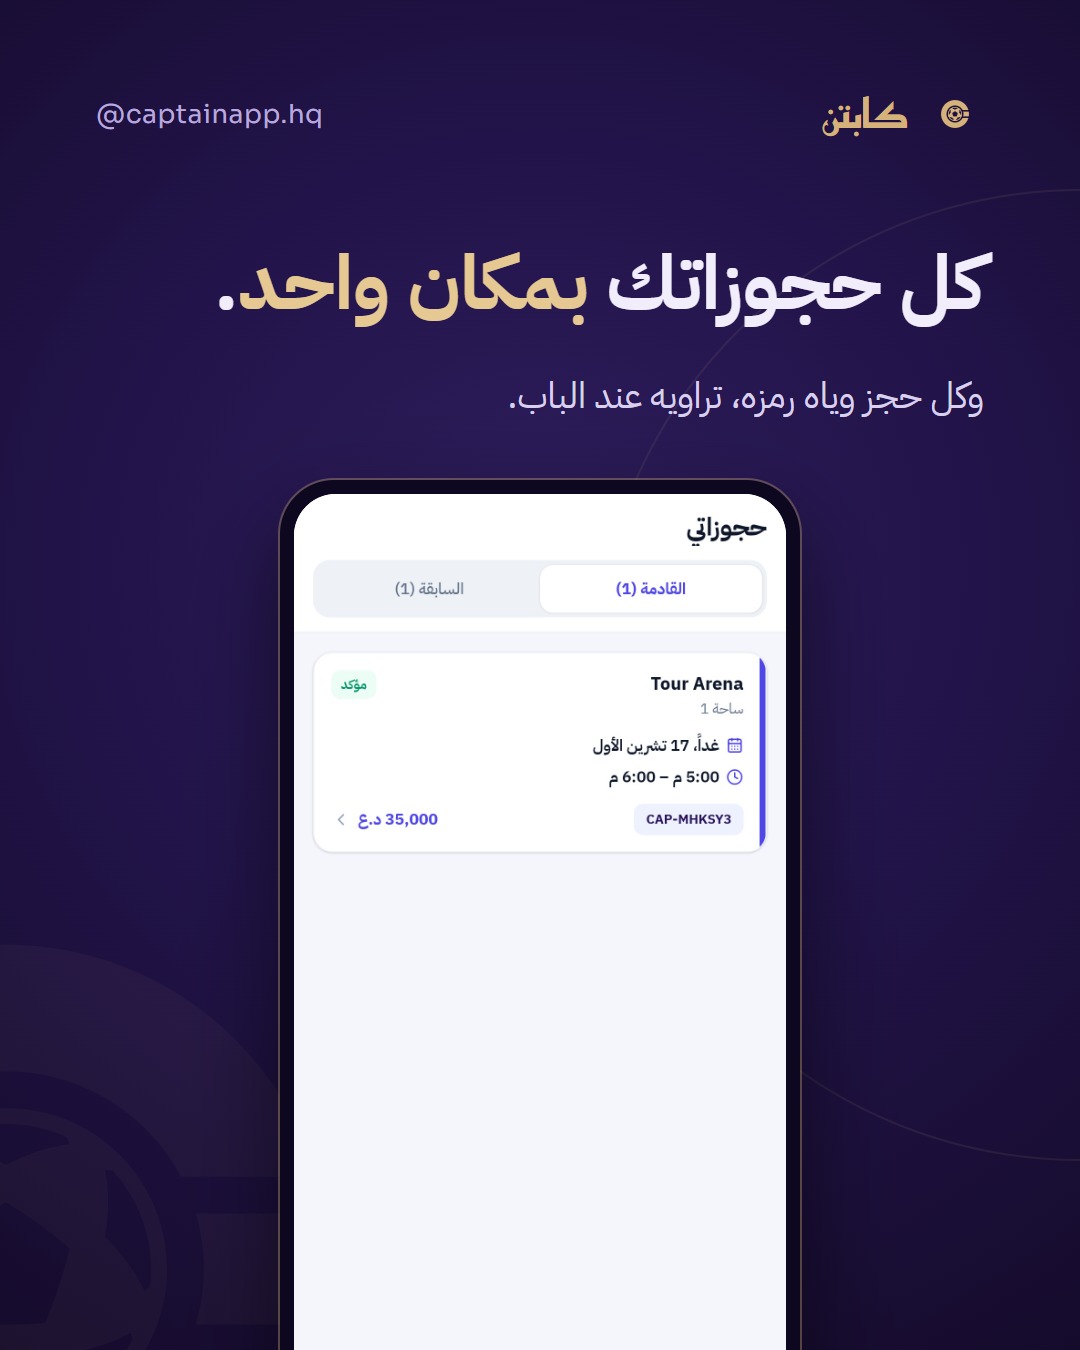 كابتن
@captainapp.hq
كل حجوزاتك بمكان واحد.
وكل حجز وياه رمزه، تراويه عند الباب.
حجوزاتي
القادمة (1)
السابقة (1)
Tour Arena
مؤكد
ساحة 1
غداً، 17 تشرين الأول
5:00 م – 6:00 م
CAP-MHKSY3
35,000 د.ع